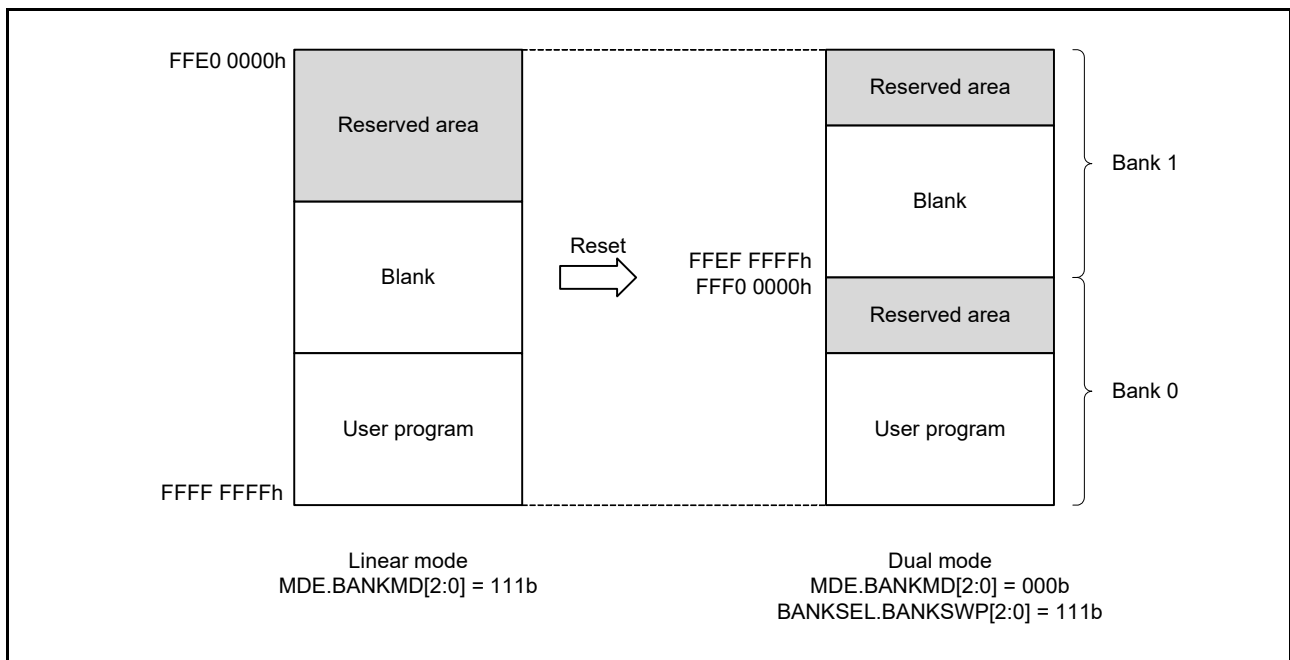 FFE0 0000h
Reserved area
Blank
User program
FFFF FFFFh
Linear mode
MDE.BANKMD[2:0] = 111b
Reset
FFEF FFFFh
FFF0 0000h
Reserved area
Blank
Reserved area
User program
Bank 1
Bank 0
Dual mode
MDE.BANKMD[2:0] = 000b
BANKSEL.BANKSWP[2:0] = 111b